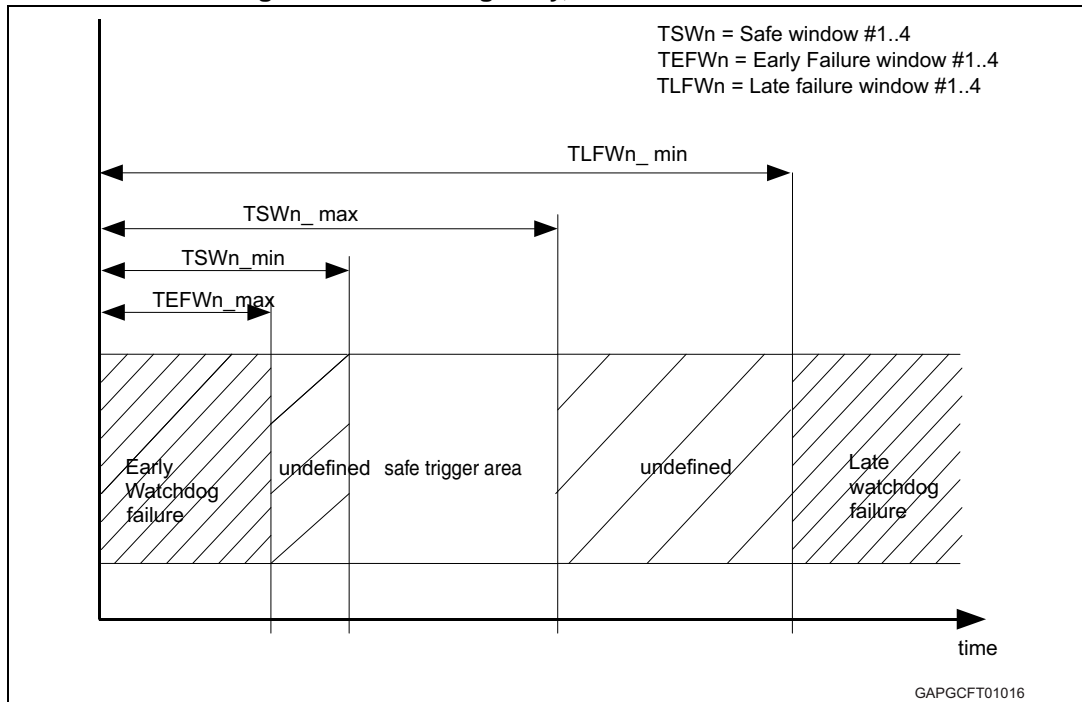 TSWn = Safe window #1..4
TEFWn = Early Failure window #1..4
TLFWn = Late failure window #1..4
TLFWn_ min
TSWn_ max
TSWn_min
TEFWn_max
Early
Watchdog
failure
undefined
safe trigger area
undefined
Late
watchdog
failure
time
GAPGCFT01016